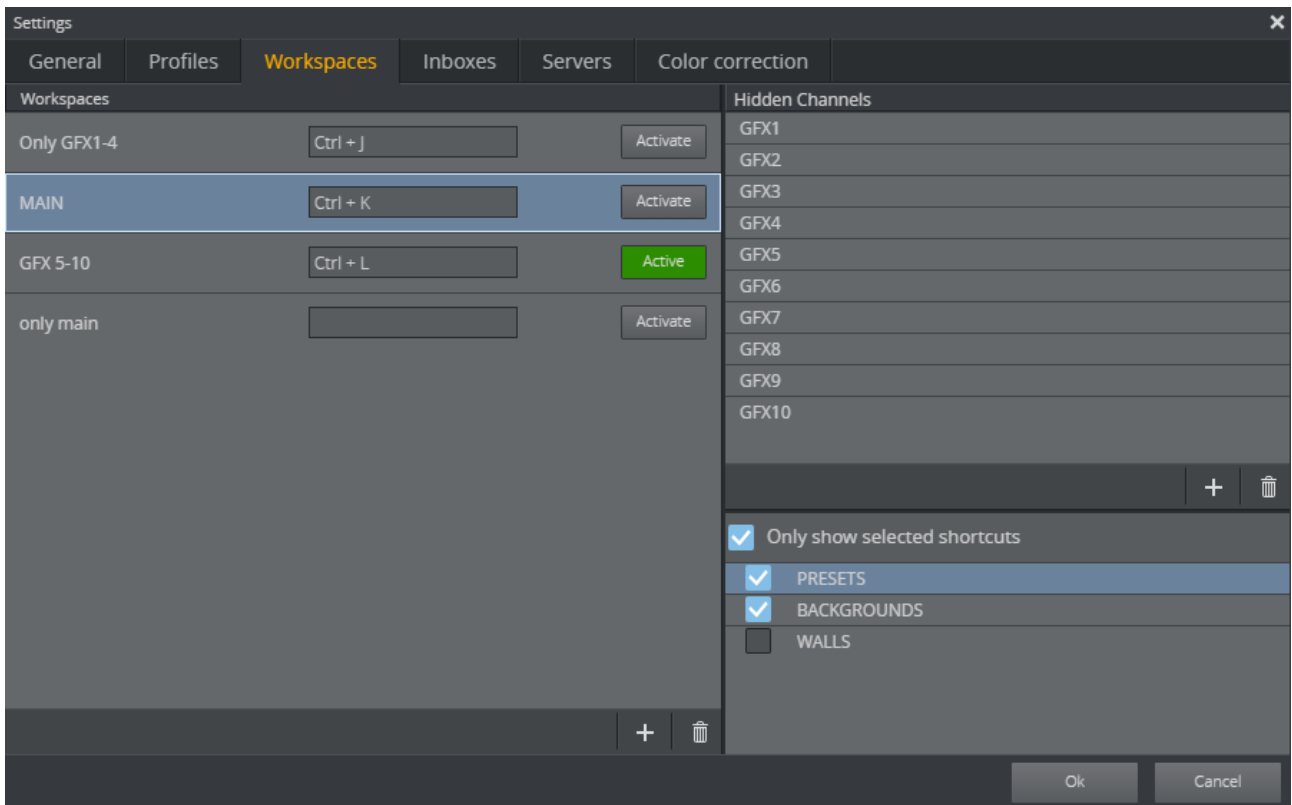 Settings
General Profiles Workspaces Inboxes Servers Color correction
Workspaces
Only GFX1-4 Ctrl + J Activate
MAIN Ctrl + K Activate
GFX 5-10 Ctrl + L Active
only main Activate
Hidden Channels
GFX1
GFX2
GFX3
GFX4
GFX5
GFX6
GFX7
GFX8
GFX9
GFX10
Only show selected shortcuts
PRESETS
BACKGROUNDS
WALLS
Ok Cancel